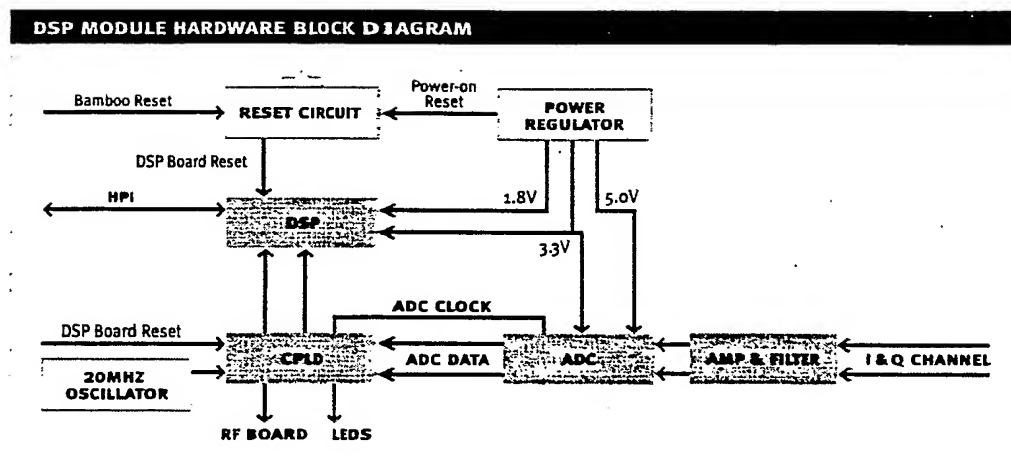 DSP MODULE HARDWARE BLOCK DIAGRAM
Bamboo Reset
RESET CIRCUIT
Power-on
Reset
POWER
REGULATOR
DSP Board Reset
HPI
DSP
1.8V
5.0V
3.3V
ADC CLOCK
DSP Board Reset
CPLD
ADC DATA
ADC
AMP & FILTER
I & Q CHANNEL
20MHZ
OSCILLATOR
RF BOARD
LEDS